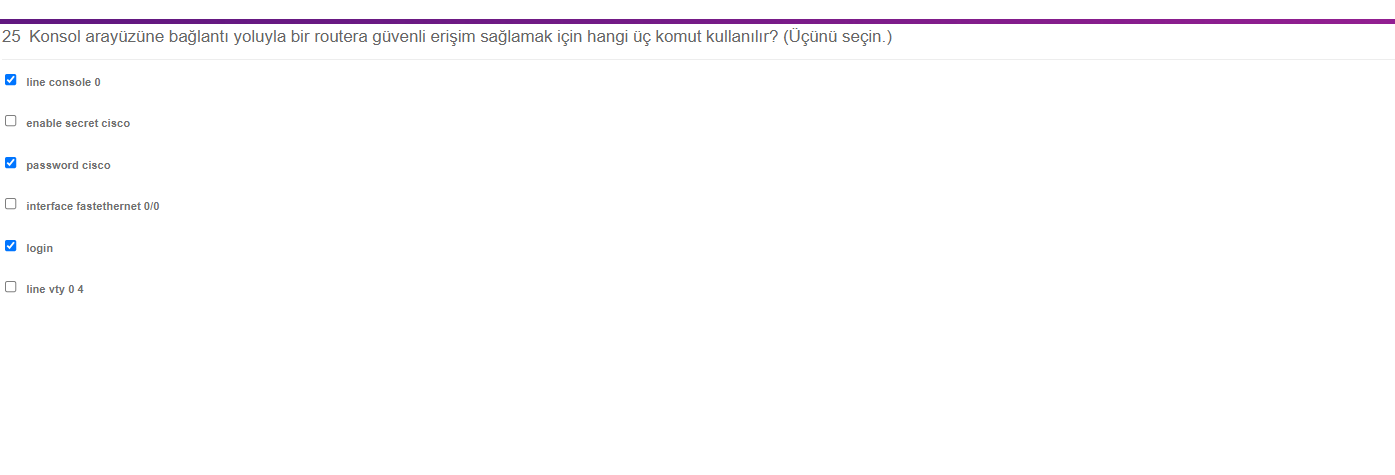 25 Konsol arayüzüne bağlantı yoluyla bir routera güvenli erişim sağlamak için hangi üç komut kullanılır? (Üçünü seçin.)
line console 0
enable secret cisco
password cisco
interface fastethernet 0/0
login
line vty 0 4